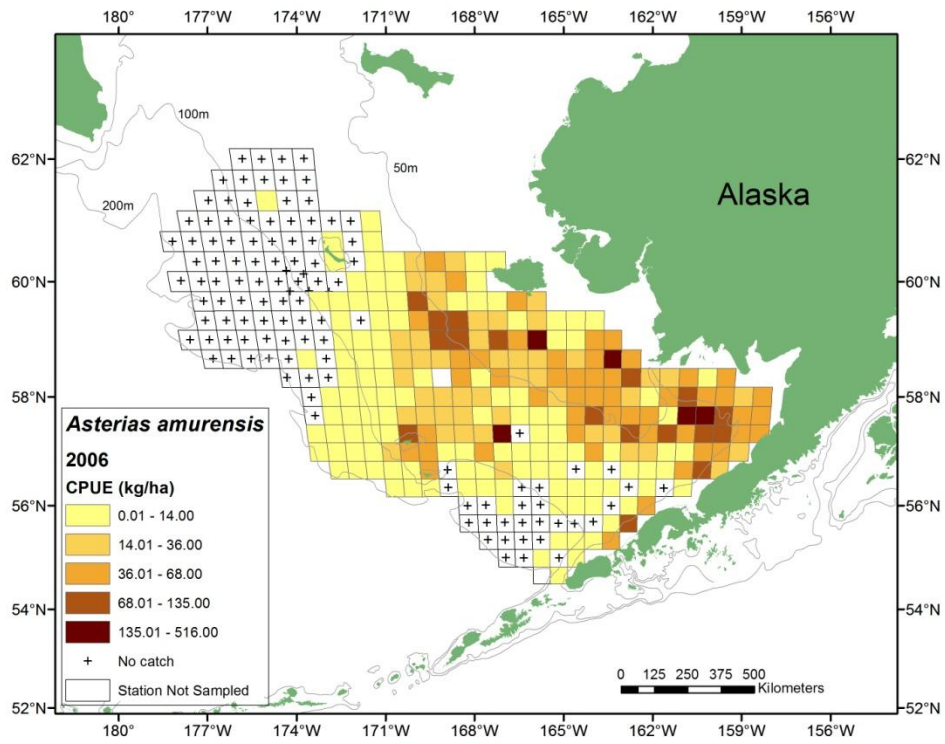 180° 177°W 174°W 171°W 168°W 165°W 162°W 159°W 156°W
100m
50m
62°N 62°N
200m
Alaska
60°N 60°N
58°N 58°N
Asterias amurensis
2006
CPUE (kg/ha)
56°N 56°N
0.01 - 14.00
14.01 - 36.00
36.01 - 68.00
68.01 - 135.00
135.01 - 516.00
54°N 54°N
+ No catch
Station Not Sampled
0 125 250 375 500
Kilometers
52°N 52°N
180° 177°W 174°W 171°W 168°W 165°W 162°W 159°W 156°W